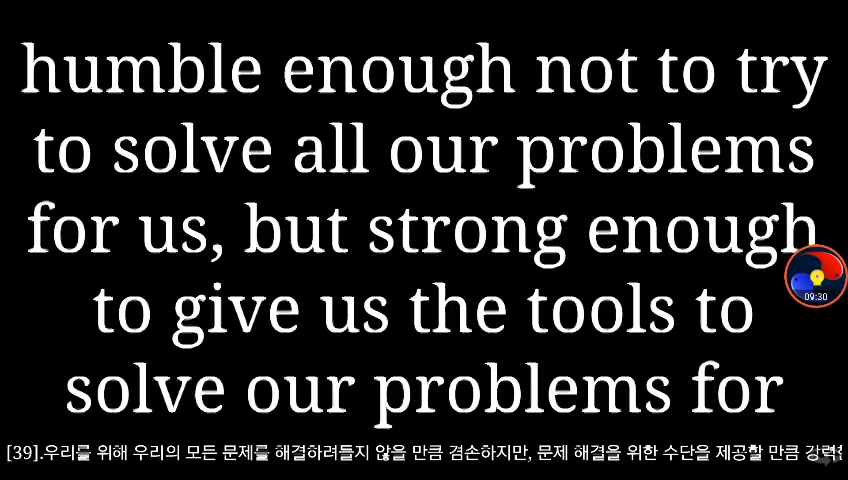 humble enough not to try
to solve all our problems
for us, but strong enough
to give us the tools to
solve our problems for
09:30
[39].우리를 위해 우리의 모든 문제를 해결하려들지 않을 만큼 겸손하지만, 문제 해결을 위한 수단을 제공할 만큼 강력한